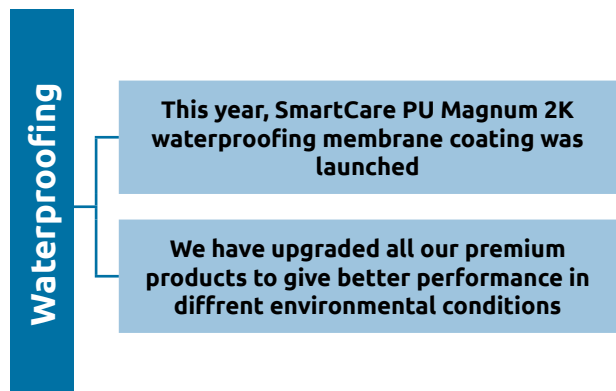 Waterproofing
This year, SmartCare PU Magnum 2K
waterproofing membrane coating was
launched
We have upgraded all our premium
products to give better performance in
diffrent environmental conditions